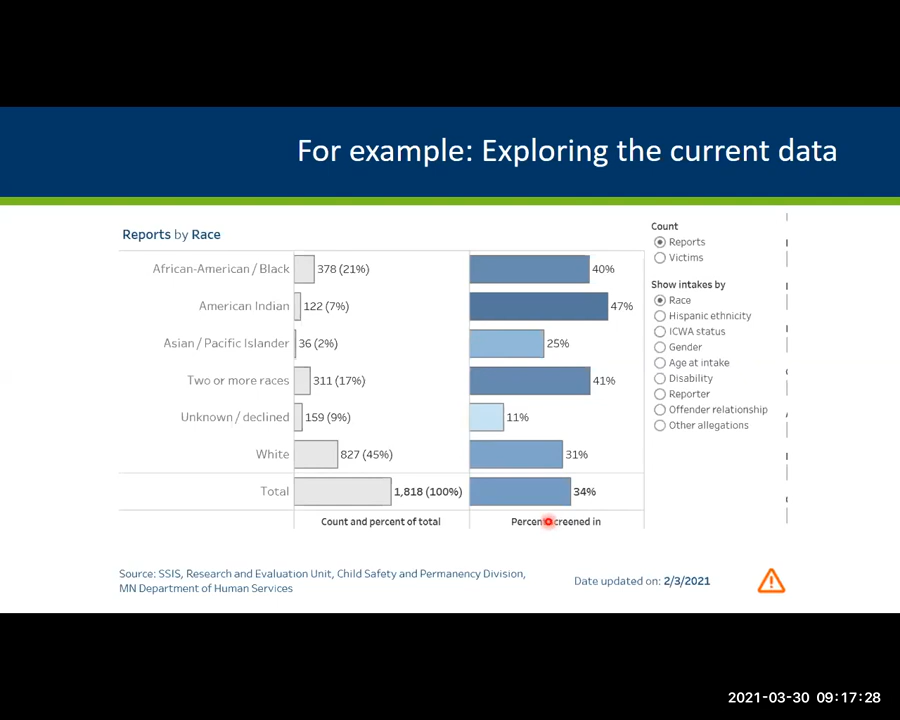 For example: Exploring the current data
Reports by Race
African-American / Black 378 (21%) 40%
American Indian 122 (7%) 47%
Asian / Pacific Islander 36 (2%) 25%
Two or more races 311 (17%) 41%
Unknown / declined 159 (9%) 11%
White 827 (45%) 31%
Total 1,818 (100%) 34%
Count and percent of total Percent screened in
Count
Reports
Victims
Show intakes by
Race
Hispanic ethnicity
ICWA status
Gender
Age at intake
Disability
Reporter
Offender relationship
Other allegations
Source: SSIS, Research and Evaluation Unit, Child Safety and Permanency Division,
MN Department of Human Services
Date updated on: 2/3/2021
2021-03-30 09:17:28